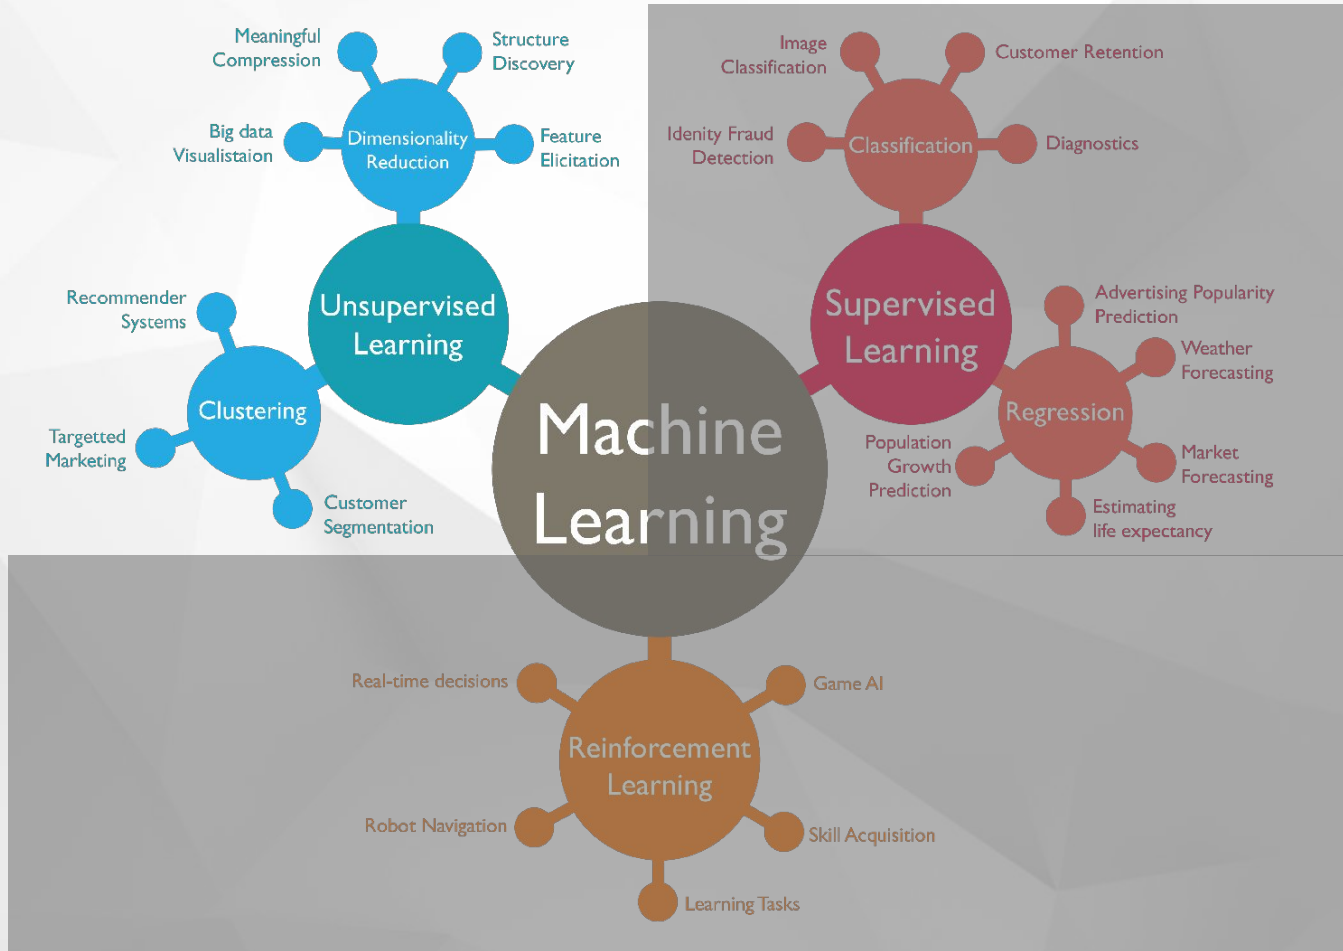 Meaningful
Compression
Structure
Discovery
Big data
Visualistaion
Dimensionality
Reduction
Feature
Elicitation
Unsupervised
Learning
Recommender
Systems
Clustering
Targetted
Marketing
Customer
Segmentation
Machine
Learning
Image
Classification
Customer Retention
Idenity Fraud
Detection
Classification
Diagnostics
Supervised
Learning
Advertising Popularity
Prediction
Weather
Forecasting
Regression
Population
Growth
Prediction
Market
Forecasting
Estimating
life expectancy
Real-time decisions
Game AI
Reinforcement
Learning
Robot Navigation
Skill Acquisition
Learning Tasks